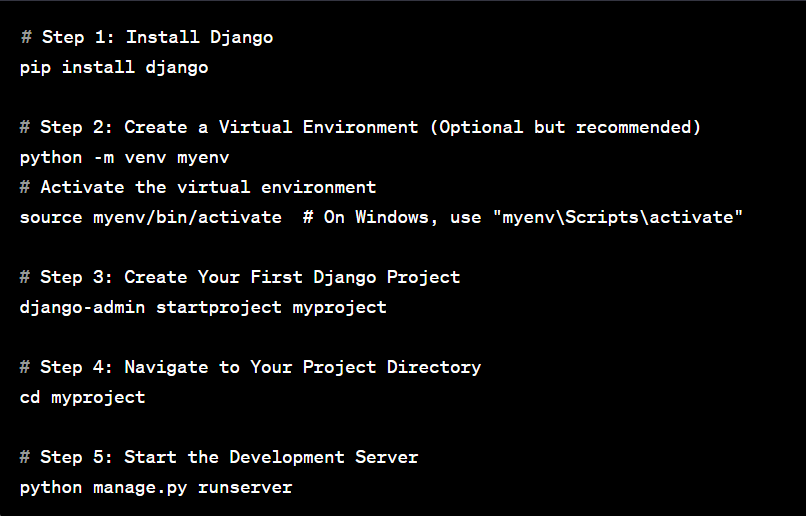 # Step 1: Install Django
pip install django
# Step 2: Create a Virtual Environment (Optional but recommended)
python -m venv myenv
# Activate the virtual environment
source myenv/bin/activate  # On Windows, use "myenv\Scripts\activate"
# Step 3: Create Your First Django Project
django-admin startproject myproject
# Step 4: Navigate to Your Project Directory
cd myproject
# Step 5: Start the Development Server
python manage.py runserver